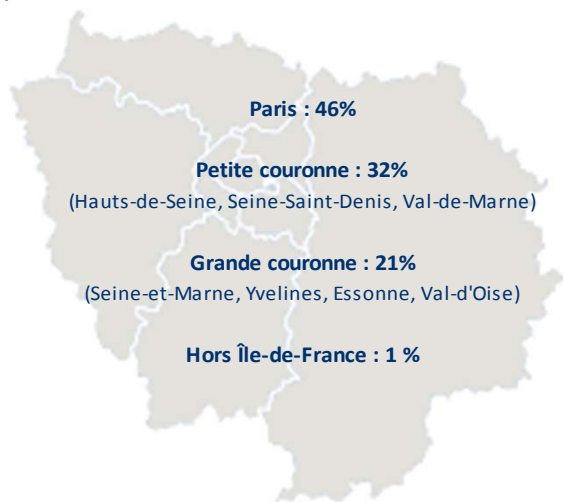 Paris : 46%
Petite couronne : 32%
(Hauts-de-Seine, Seine-Saint-Denis, Val-de-Marne)
Grande couronne : 21%
(Seine-et-Marne, Yvelines, Essonne, Val-d'Oise)
Hors Île-de-France : 1 %